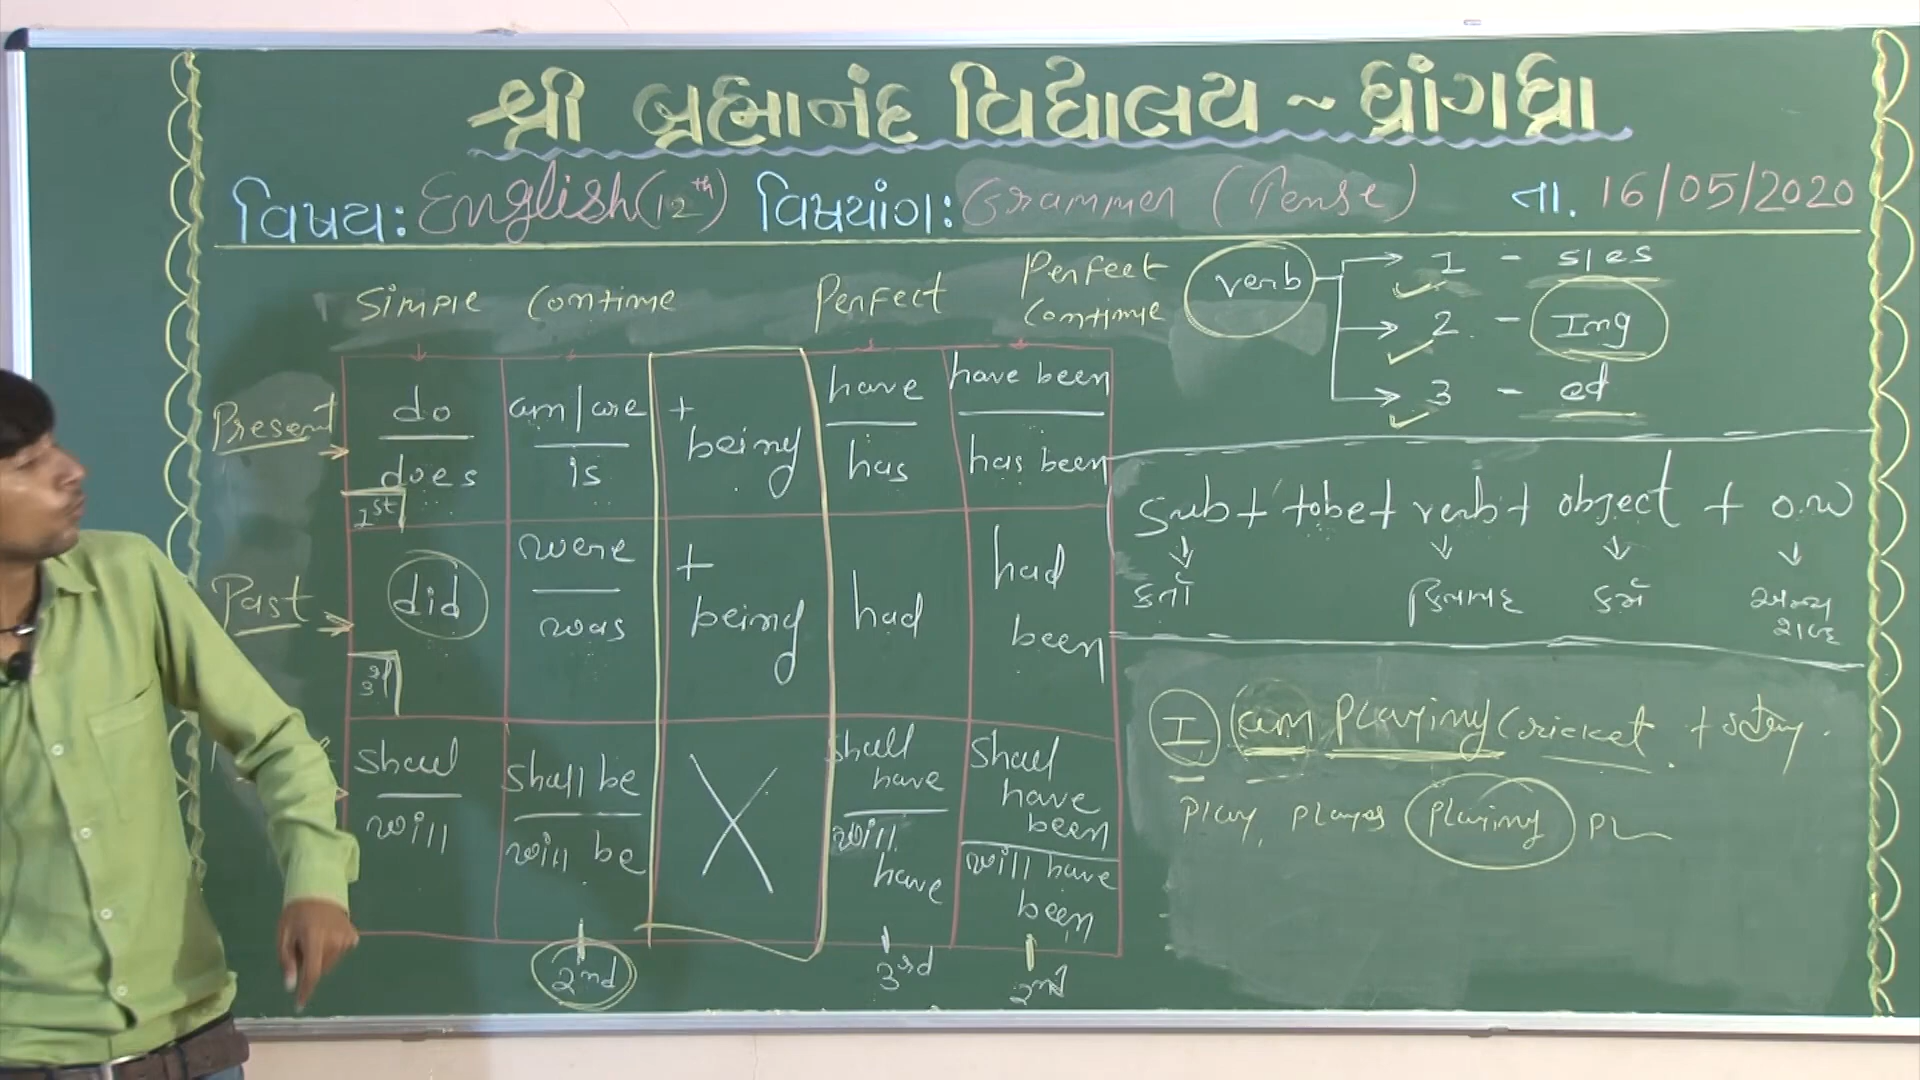 શ્રી બ્રહ્માનંદ વિદ્યાલય ~ ધ્રાંગધ્રા
વિષય: English (12th) વિષયાંગ: Grammer (Tense) તા. 16/05/2020
Simple Continue Perfect Perfect Continue
Present
do
does
1st
am/are
is
+ being
have
has
have been
has been
Past
did
3rd
were
was
+ being
had
had been
shall
will
shall be
will be
X
shall have
will have
shall have been
will have been
2nd
3rd
2nd
verb
1 - s/es
2 - Ing
3 - ed
Sub + tobe + verb + object + o.w
કર્તા ક્રિયાપદ કર્મ અન્ય શબ્દ
I am playing cricket +
Play, playes playing